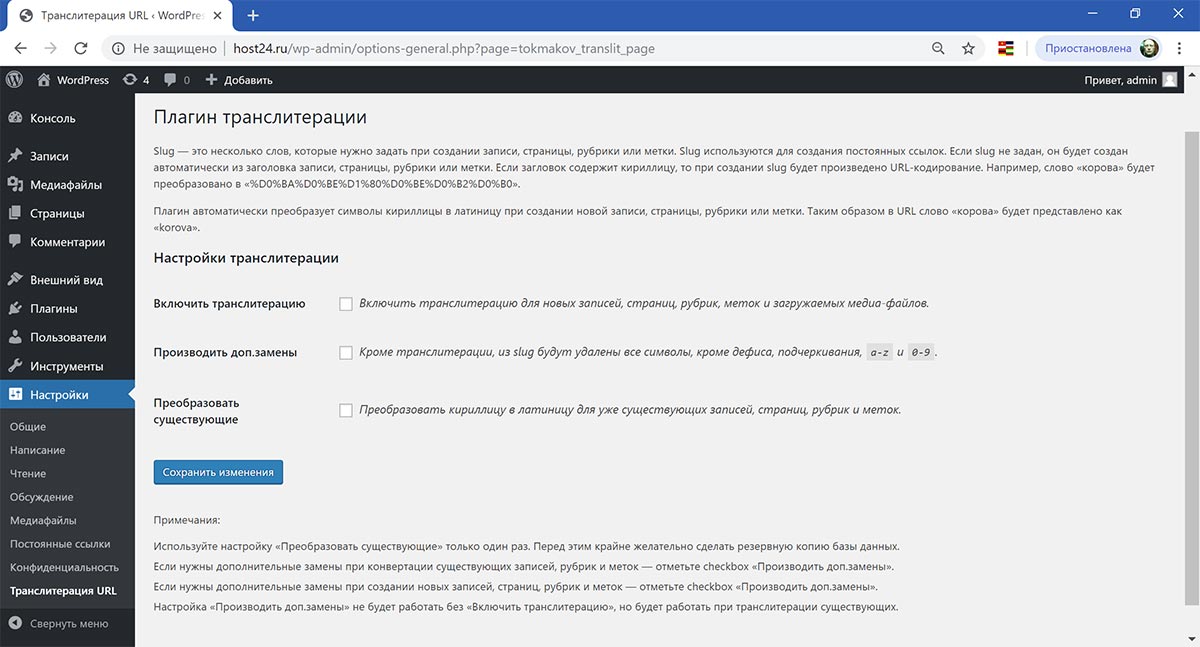 Транслитерация URL ‹ WordPre
Не защищено host24.ru/wp-admin/options-general.php?page=tokmakov_translit_page Приостановлена
WordPress 4 0 Добавить Привет, admin
Консоль
Записи
Медиафайлы
Страницы
Комментарии
Внешний вид
Плагины
Пользователи
Инструменты
Настройки
Общие
Написание
Чтение
Обсуждение
Медиафайлы
Постоянные ссылки
Конфиденциальность
Транслитерация URL
Свернуть меню
Плагин транслитерации
Slug — это несколько слов, которые нужно задать при создании записи, страницы, рубрики или метки. Slug используются для создания постоянных ссылок. Если slug не задан, он будет создан
автоматически из заголовка записи, страницы, рубрики или метки. Если загловок содержит кириллицу, то при создании slug будет произведено URL-кодирование. Например, слово «корова» будет
преобразовано в «%D0%BA%D0%BE%D1%80%D0%BE%D0%B2%D0%B0».
Плагин автоматически преобразует символы кириллицы в латиницу при создании новой записи, страницы, рубрики или метки. Таким образом в URL слово «корова» будет представлено как
«korova».
Настройки транслитерации
Включить транслитерацию Включить транслитерацию для новых записей, страниц, рубрик, меток и загружаемых медиа-файлов.
Производить доп.замены Кроме транслитерации, из slug будут удалены все символы, кроме дефиса, подчеркивания, a-z и 0-9 .
Преобразовать
существующие
Преобразовать кириллицу в латиницу для уже существующих записей, страниц, рубрик и меток.
Сохранить изменения
Примечания:
Используйте настройку «Преобразовать существующие» только один раз. Перед этим крайне желательно сделать резервную копию базы данных.
Если нужны дополнительные замены при конвертации существующих записей, рубрик и меток — отметьте checkbox «Производить доп.замены».
Если нужны дополнительные замены при создании новых записей, страниц, рубрик и меток — отметьте checkbox «Производить доп.замены».
Настройка «Производить доп.замены» не будет работать без «Включить транслитерацию», но будет работать при транслитерации существующих.